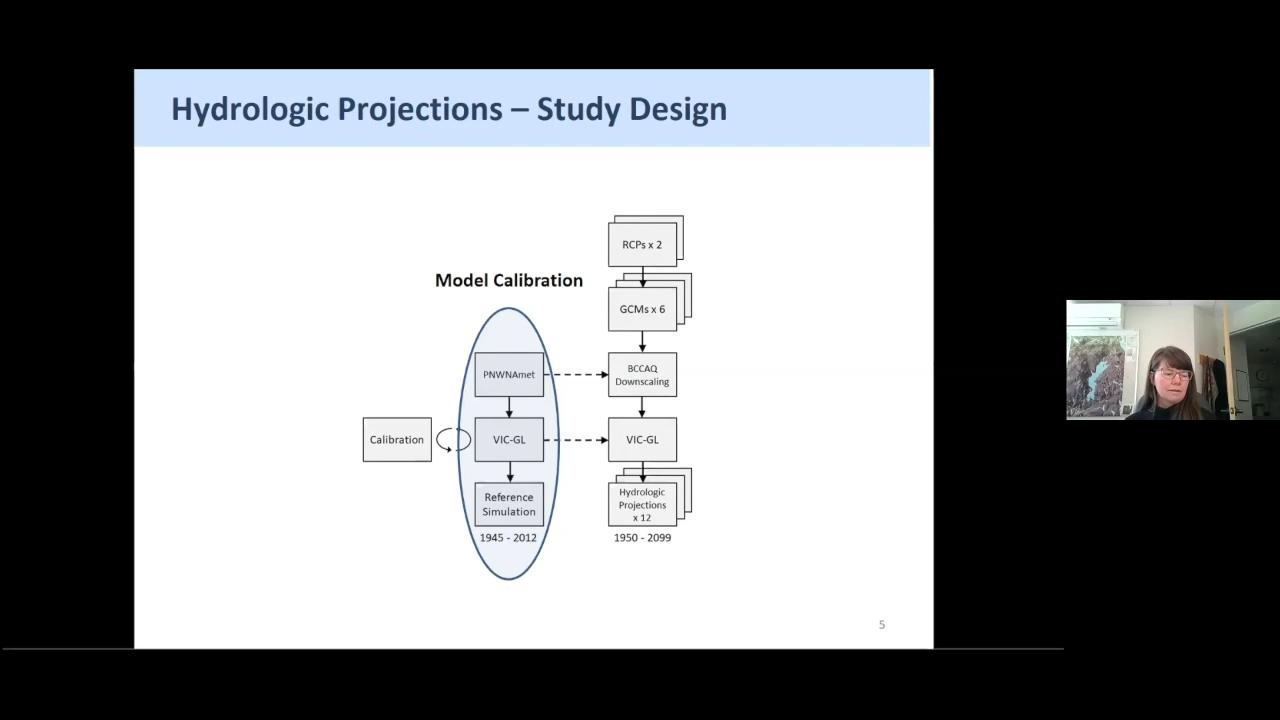 Hydrologic Projections – Study Design
RCPs x 2
Model Calibration
GCMs x 6
PNWNAmet
BCCAQ
Downscaling
Calibration
VIC-GL
VIC-GL
Reference
Simulation
Hydrologic
Projections
x 12
1945 - 2012
1950 - 2099
5